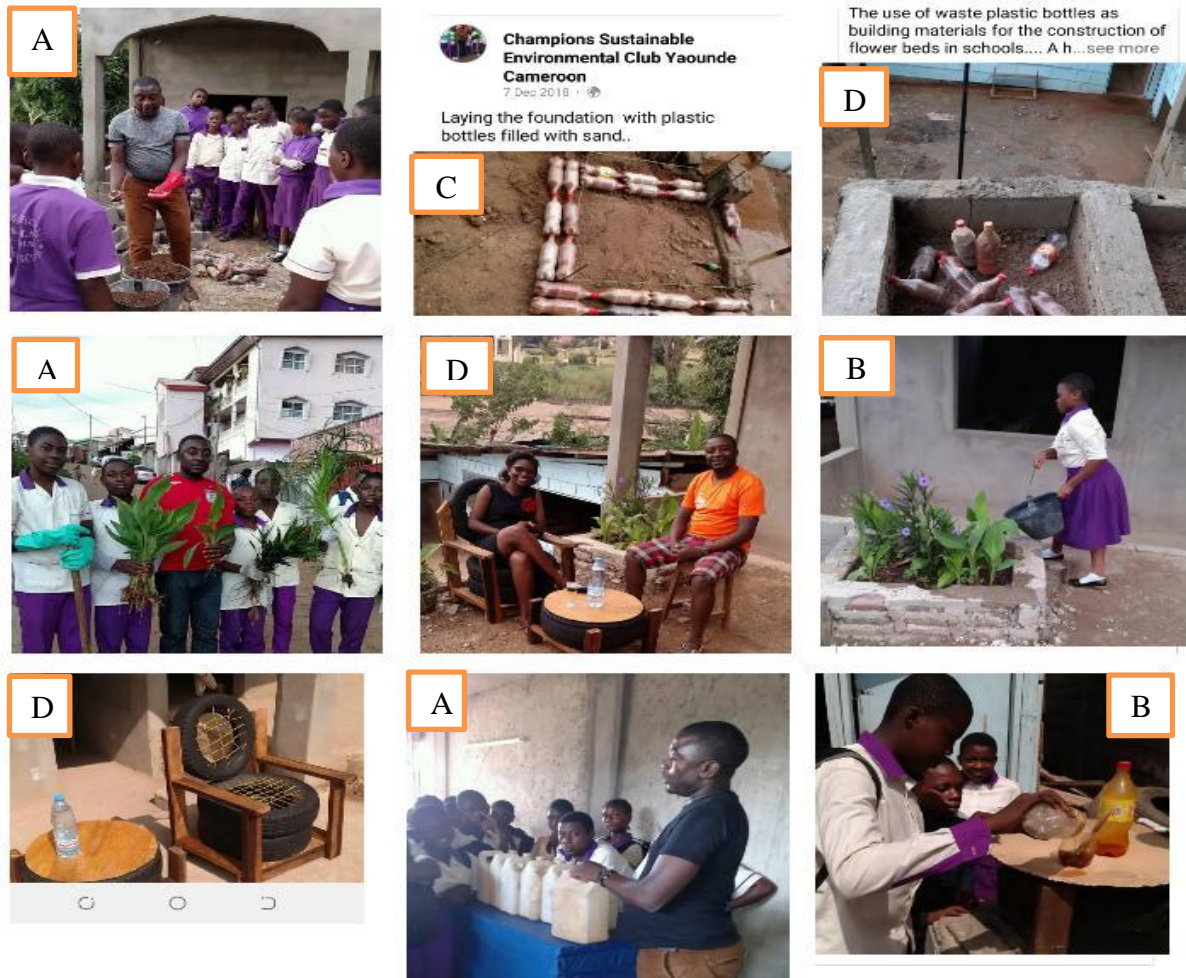 A
Champions Sustainable
Environmental Club Yaounde
Cameroon
7 Dec 2018 ·
Laying the foundation with plastic
bottles filled with sand..
C
The use of waste plastic bottles as
building materials for the construction of
flower beds in schools.... A h...see more
D
A
D
B
D
A
B